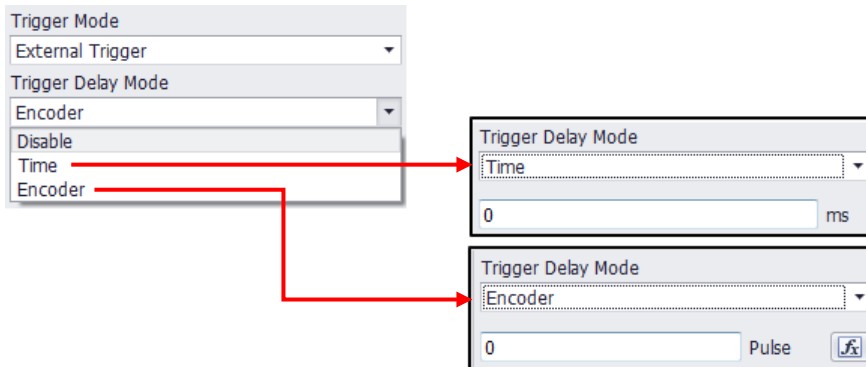 Trigger Mode
External Trigger
Trigger Delay Mode
Encoder
Disable
Time
Encoder
Trigger Delay Mode
Time
0 ms
Trigger Delay Mode
Encoder
0 Pulse fx